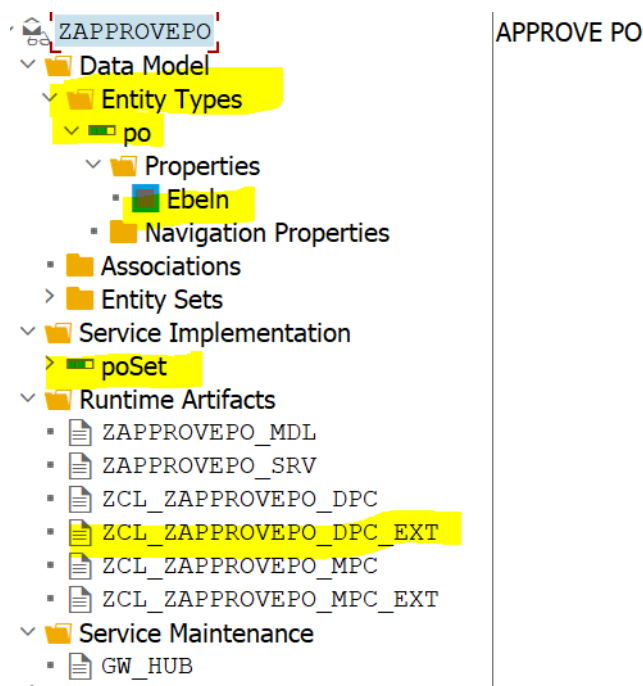 ZAPPROVEPO APPROVE PO
Data Model
Entity Types
po
Properties
Ebeln
Navigation Properties
Associations
Entity Sets
Service Implementation
poSet
Runtime Artifacts
ZAPPROVEPO_MDL
ZAPPROVEPO_SRV
ZCL_ZAPPROVEPO_DPC
ZCL_ZAPPROVEPO_DPC_EXT
ZCL_ZAPPROVEPO_MPC
ZCL_ZAPPROVEPO_MPC_EXT
Service Maintenance
GW_HUB